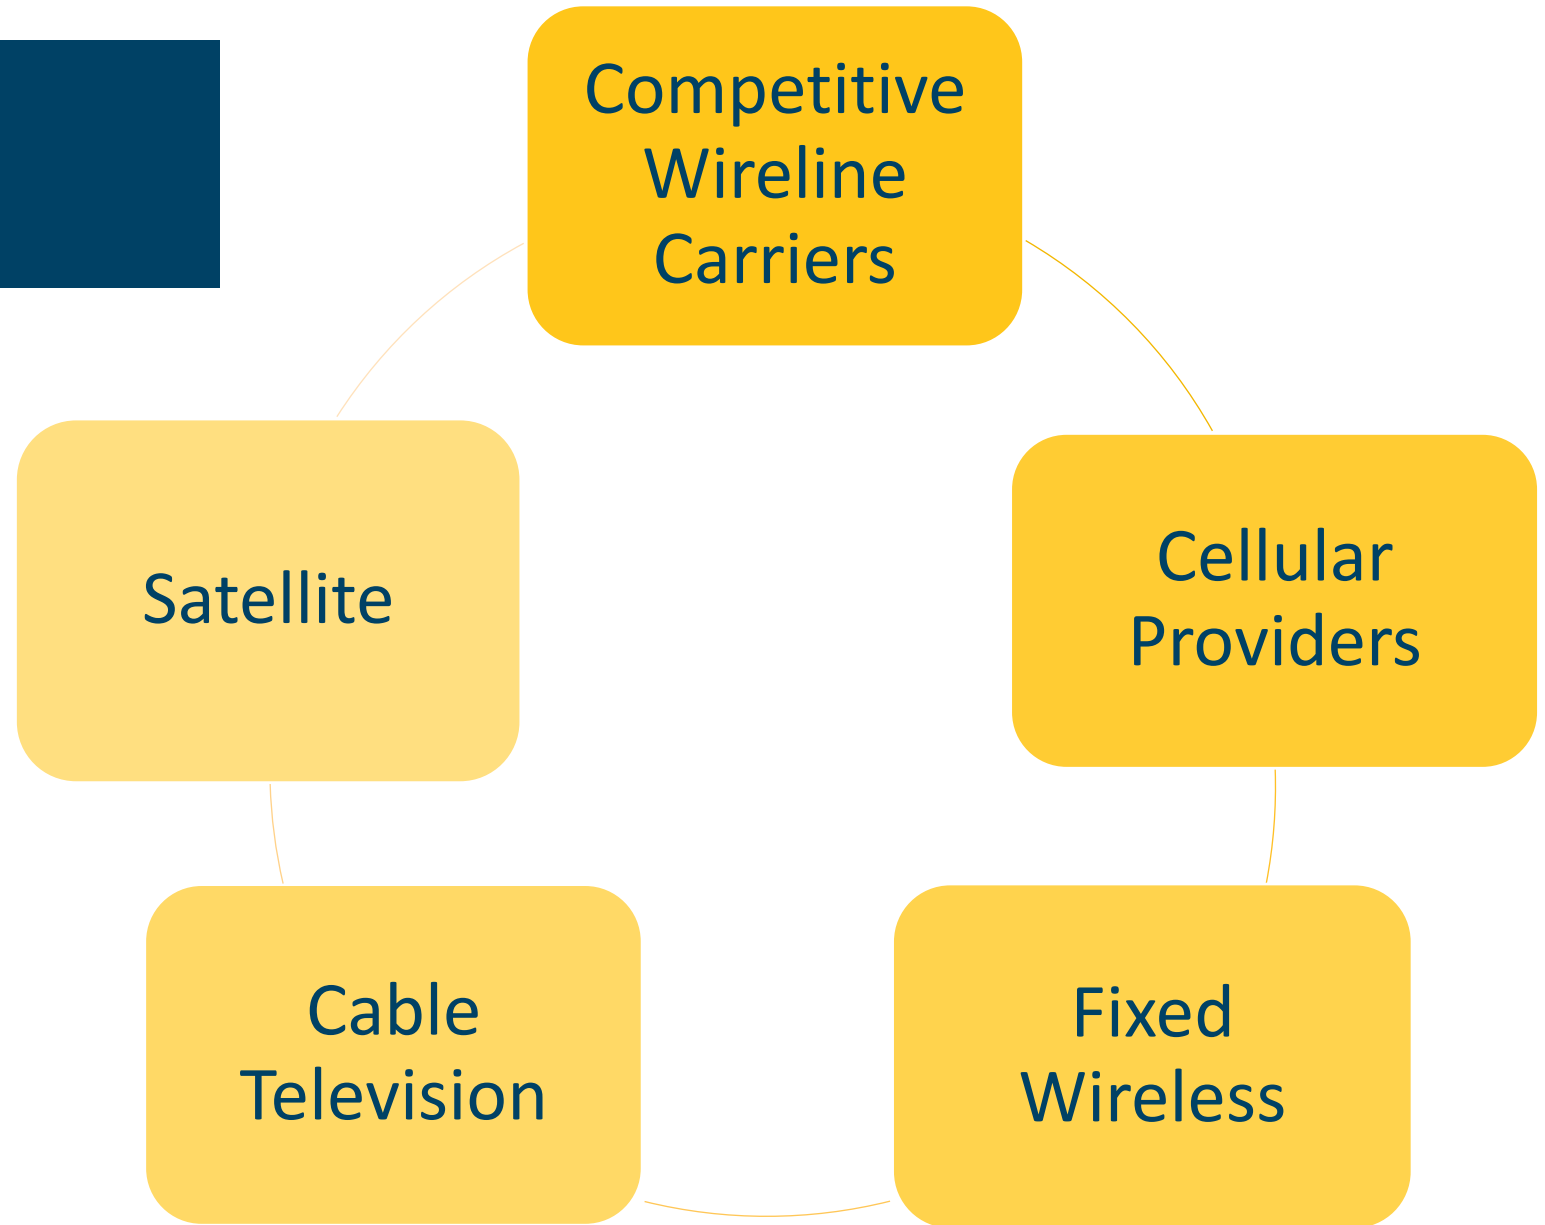 Competitive
Wireline
Carriers
Cellular
Providers
Fixed
Wireless
Cable
Television
Satellite